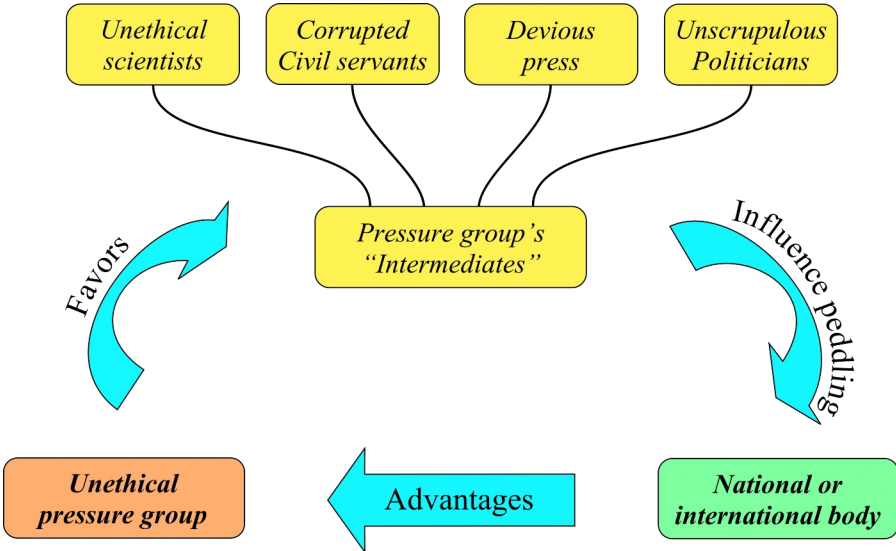 Unethical
scientists
Corrupted
Civil servants
Devious
press
Unscrupulous
Politicians
Pressure group’s
“Intermediates”
Favors
Influence peddling
Unethical
pressure group
Advantages
National or
international body